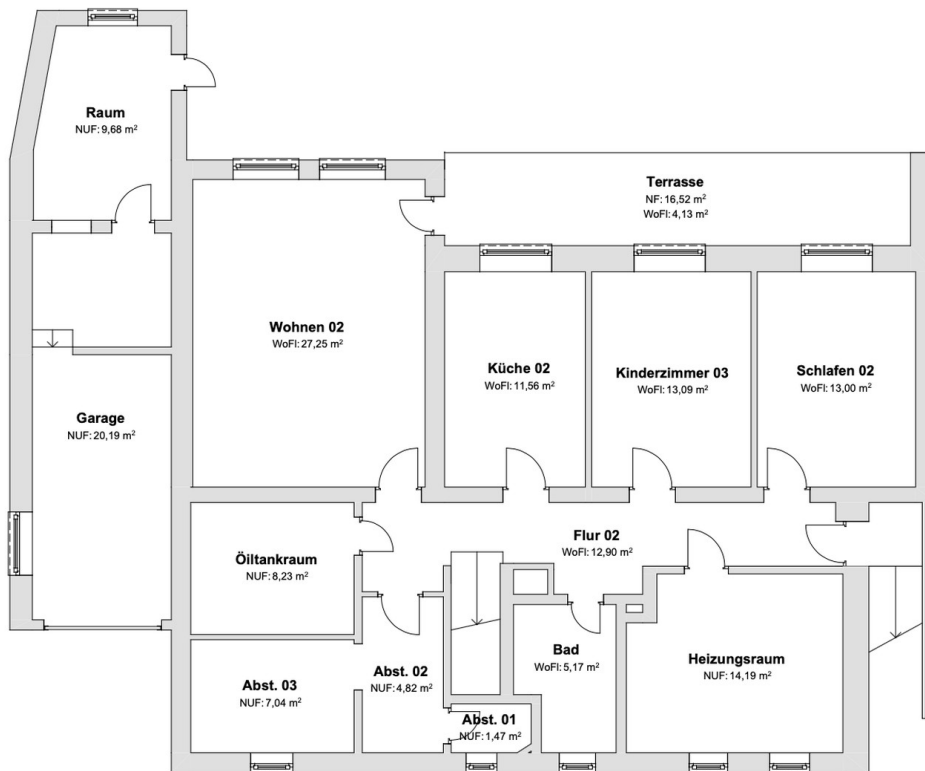 Raum
NUF: 9,68 m²
Terrasse
NF: 16,52 m²
WoFl: 4,13 m²
Wohnen 02
WoFl: 27,25 m²
Küche 02
WoFl: 11,56 m²
Kinderzimmer 03
WoFl: 13,09 m²
Schlafen 02
WoFl: 13,00 m²
Garage
NUF: 20,19 m²
Öiltankraum
NUF: 8,23 m²
Flur 02
WoFl: 12,90 m²
Abst. 03
NUF: 7,04 m²
Abst. 02
NUF: 4,82 m²
Bad
WoFl: 5,17 m²
Heizungsraum
NUF: 14,19 m²
Abst. 01
NUF: 1,47 m²